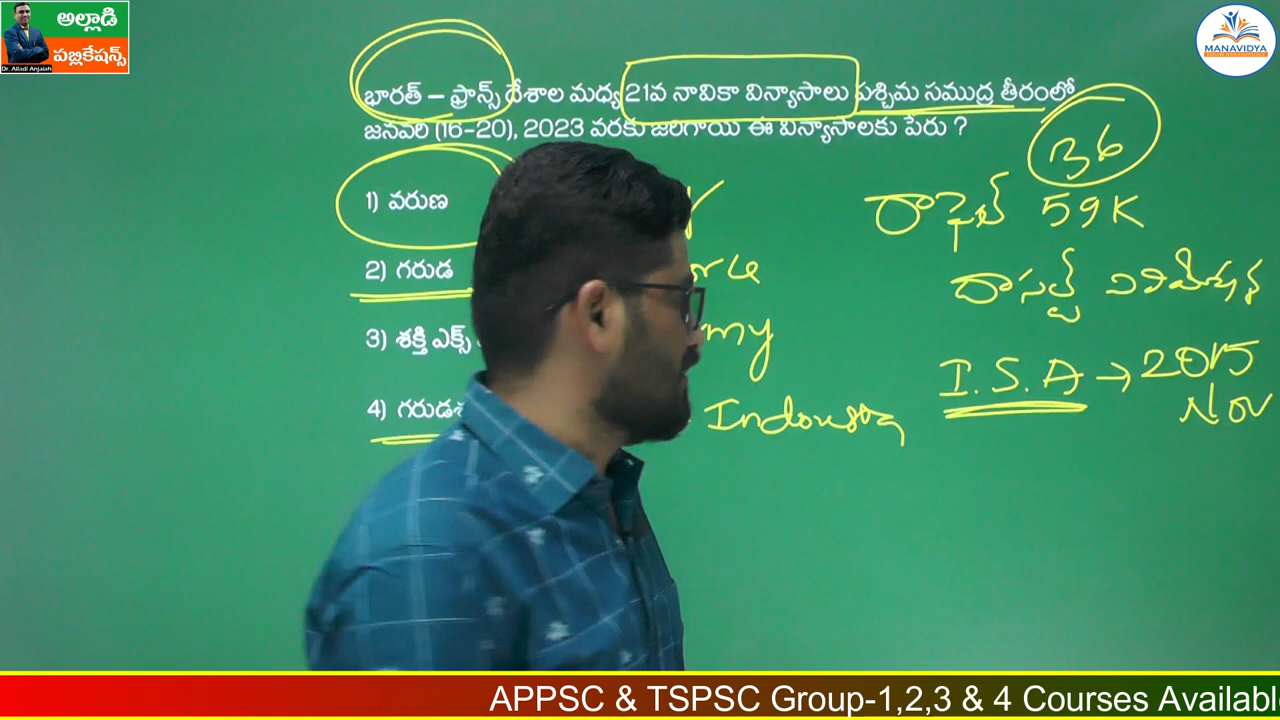 అల్లాడి
పబ్లికేషన్స్
Dr. Alladi Anjaiah
MANAVIDYA
భారత్ – ఫ్రాన్స్ దేశాల మధ్య 21వ నావికా విన్యాసాలు పశ్చిమ సముద్ర తీరంలో
జనవరి (16-20), 2023 వరకు జరిగాయి ఈ విన్యాసాలకు పేరు ?
36
1) వరుణ
రాఫెల్ 59K
2) గరుడ
3) శక్తి ఎక్స్
my
I.S.A → 2015
Nov
4)
APPSC & TSPSC Group-1,2,3 & 4 Courses Availabl